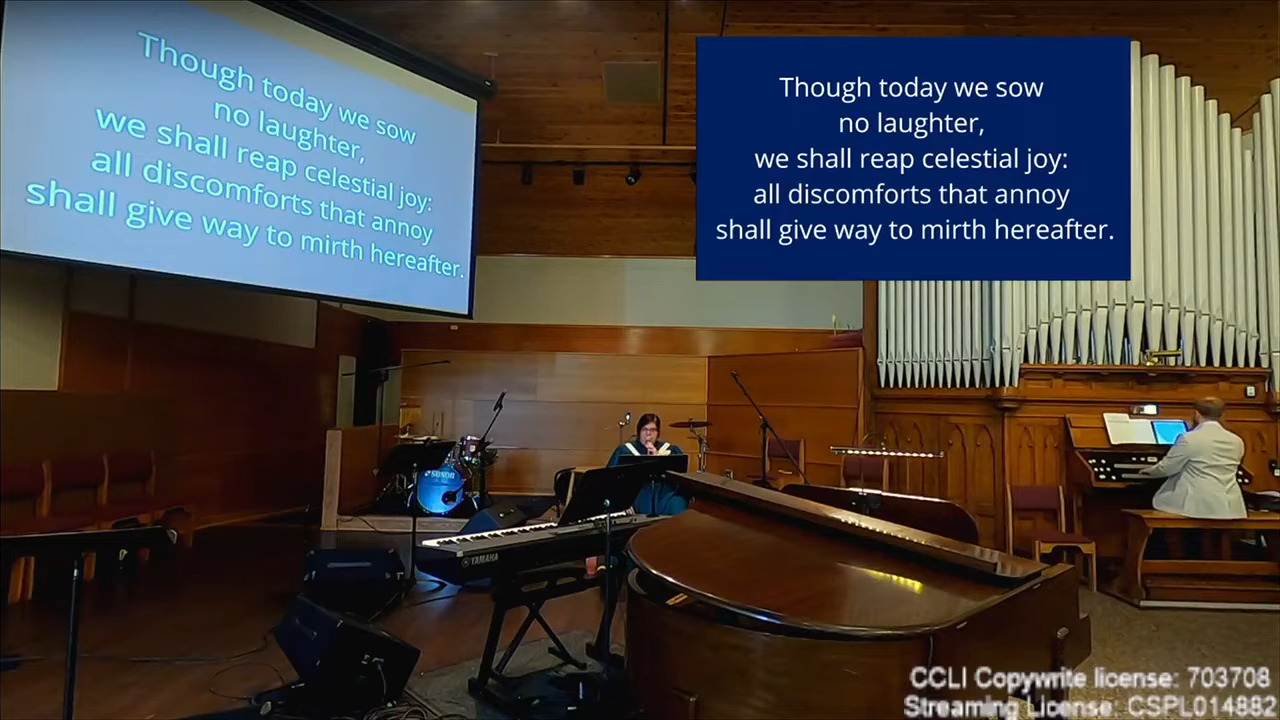 Though today we sow
no laughter,
we shall reap celestial joy:
all discomforts that annoy
shall give way to mirth hereafter.
Though today we sow
no laughter,
we shall reap celestial joy:
all discomforts that annoy
shall give way to mirth hereafter.
SONOR
YAMAHA
CCLI Copywrite license: 703708
Streaming License: CSPL014882